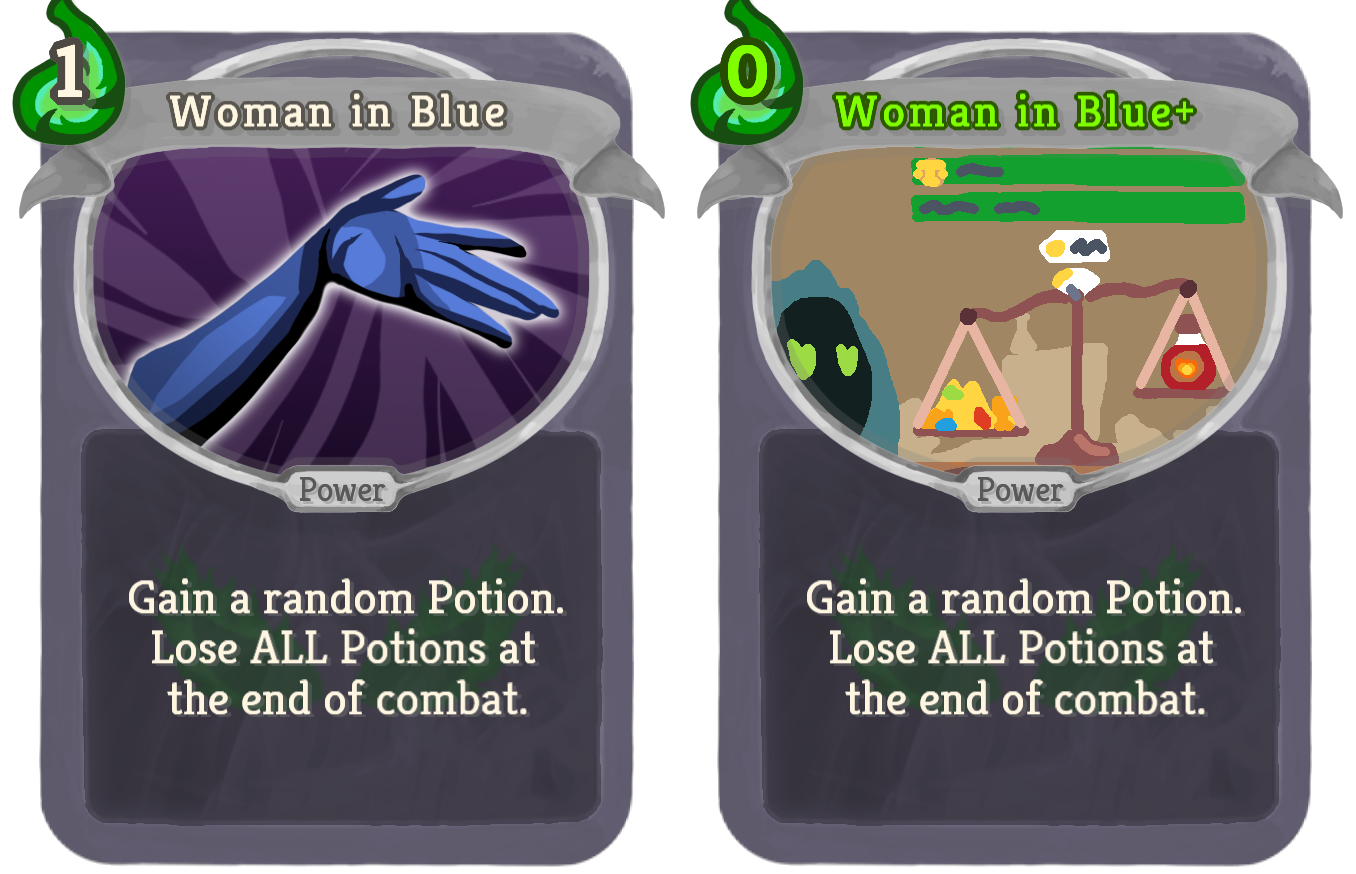 1
Woman in Blue
Power
Gain a random Potion.
Lose ALL Potions at
the end of combat.
0
Woman in Blue+
Power
Gain a random Potion.
Lose ALL Potions at
the end of combat.